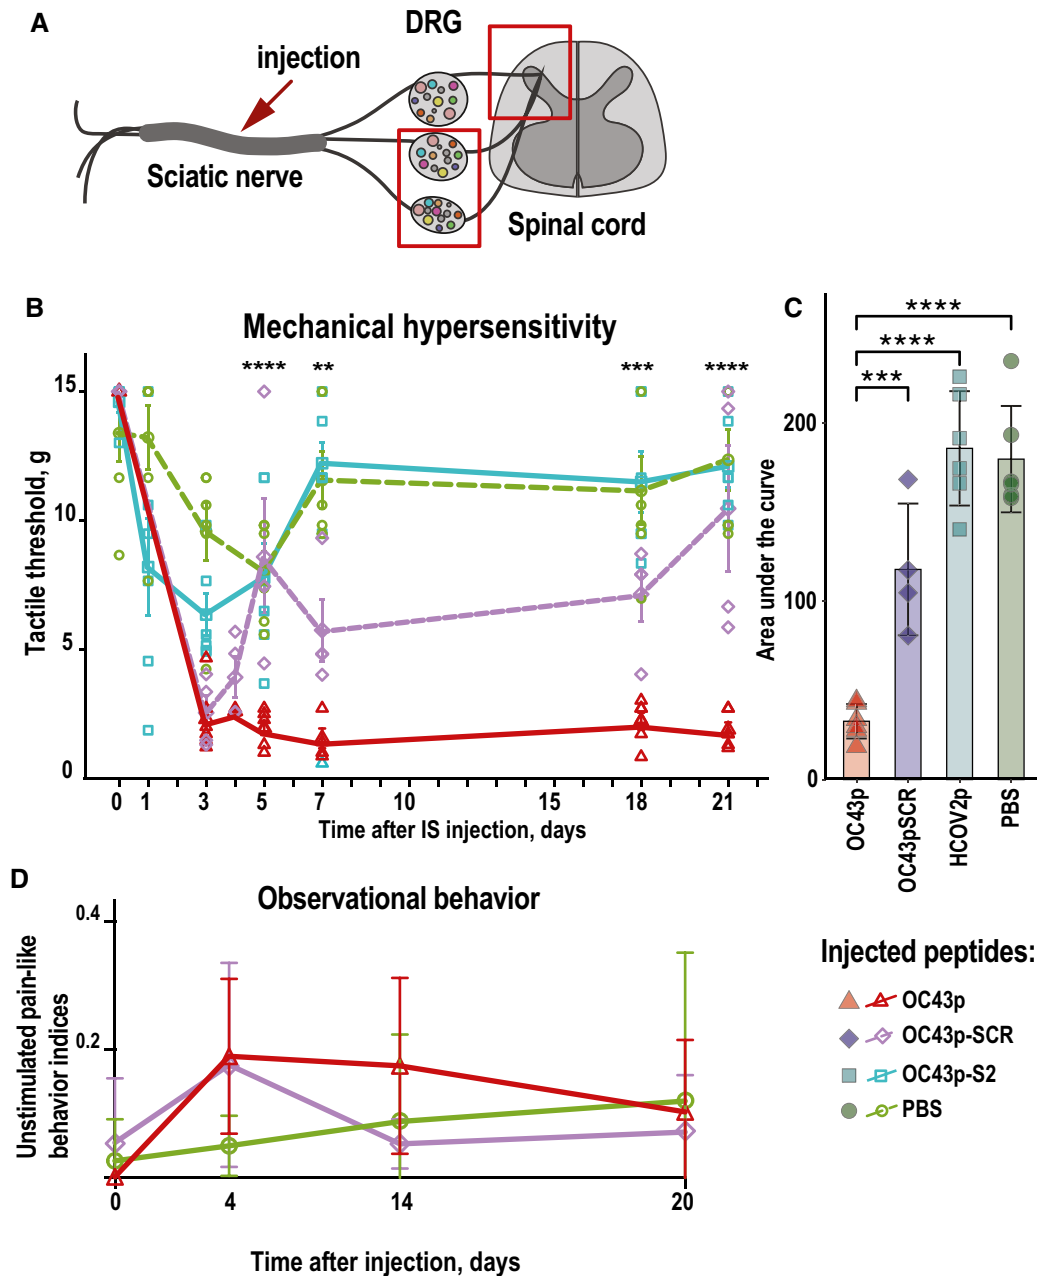 A
DRG
injection
Sciatic nerve
Spinal cord
B
Mechanical hypersensitivity
**** ** *** ****
Tactile threshold, g
15
10
5
0
0 1 3 5 7 10 15 18 21
Time after IS injection, days
C
****
****
***
Area under the curve
200
100
0
OC43p
OC43pSCR
HCOV2p
PBS
D
Observational behavior
Unstimulated pain-like
behavior indices
0.4
0.2
0 4 14 20
Time after injection, days
Injected peptides:
OC43p
OC43p-SCR
OC43p-S2
PBS